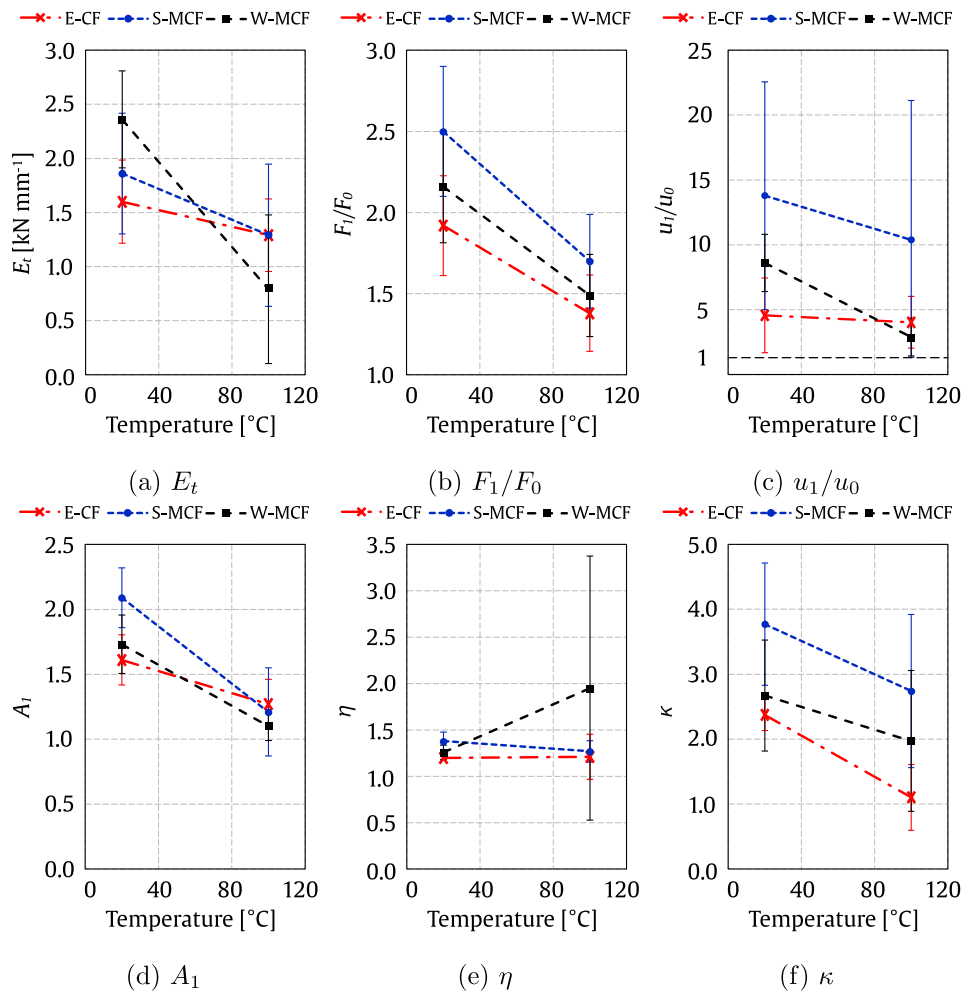 E-CF S-MCF W-MCF E-CF S-MCF W-MCF E-CF S-MCF W-MCF
3.0
2.5
2.0
1.5
1.0
0.5
0.0
E_t [kN mm⁻¹]
0 40 80 120
Temperature [°C]
(a) E_t
3.0
2.5
2.0
1.5
1.0
F_1/F_0
0 40 80 120
Temperature [°C]
(b) F_1/F_0
25
20
15
10
5
1
u_1/u_0
0 40 80 120
Temperature [°C]
(c) u_1/u_0
E-CF S-MCF W-MCF E-CF S-MCF W-MCF E-CF S-MCF W-MCF
2.5
2.0
1.5
1.0
0.5
0.0
A_1
0 40 80 120
Temperature [°C]
(d) A_1
3.5
3.0
2.5
2.0
1.5
1.0
0.5
0.0
η
0 40 80 120
Temperature [°C]
(e) η
5.0
4.0
3.0
2.0
1.0
0.0
κ
0 40 80 120
Temperature [°C]
(f) κ